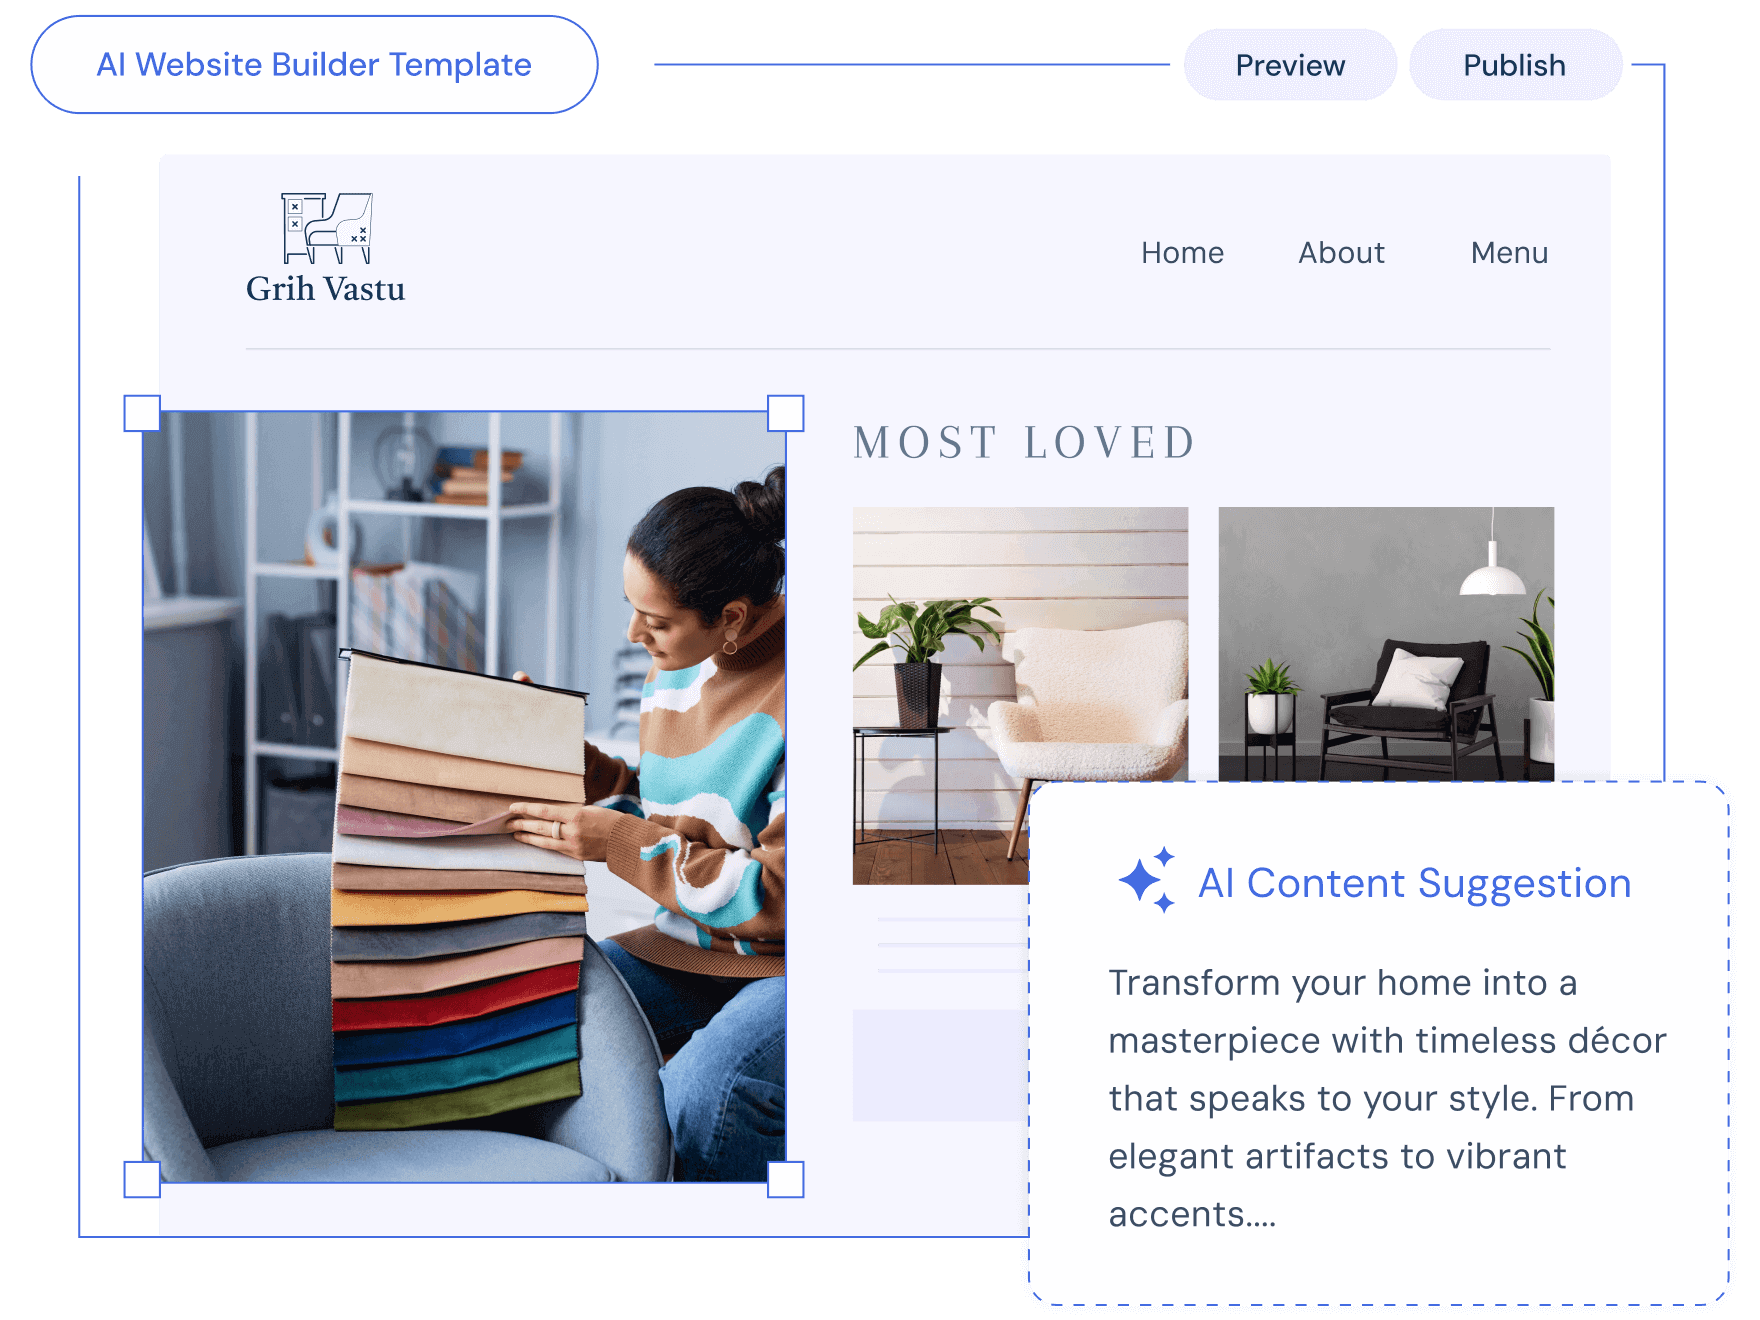 AI Website Builder Template
Preview
Publish
Grih Vastu
Home
About
Menu
MOST LOVED
AI Content Suggestion
Transform your home into a
masterpiece with timeless décor
that speaks to your style. From
elegant artifacts to vibrant
accents....